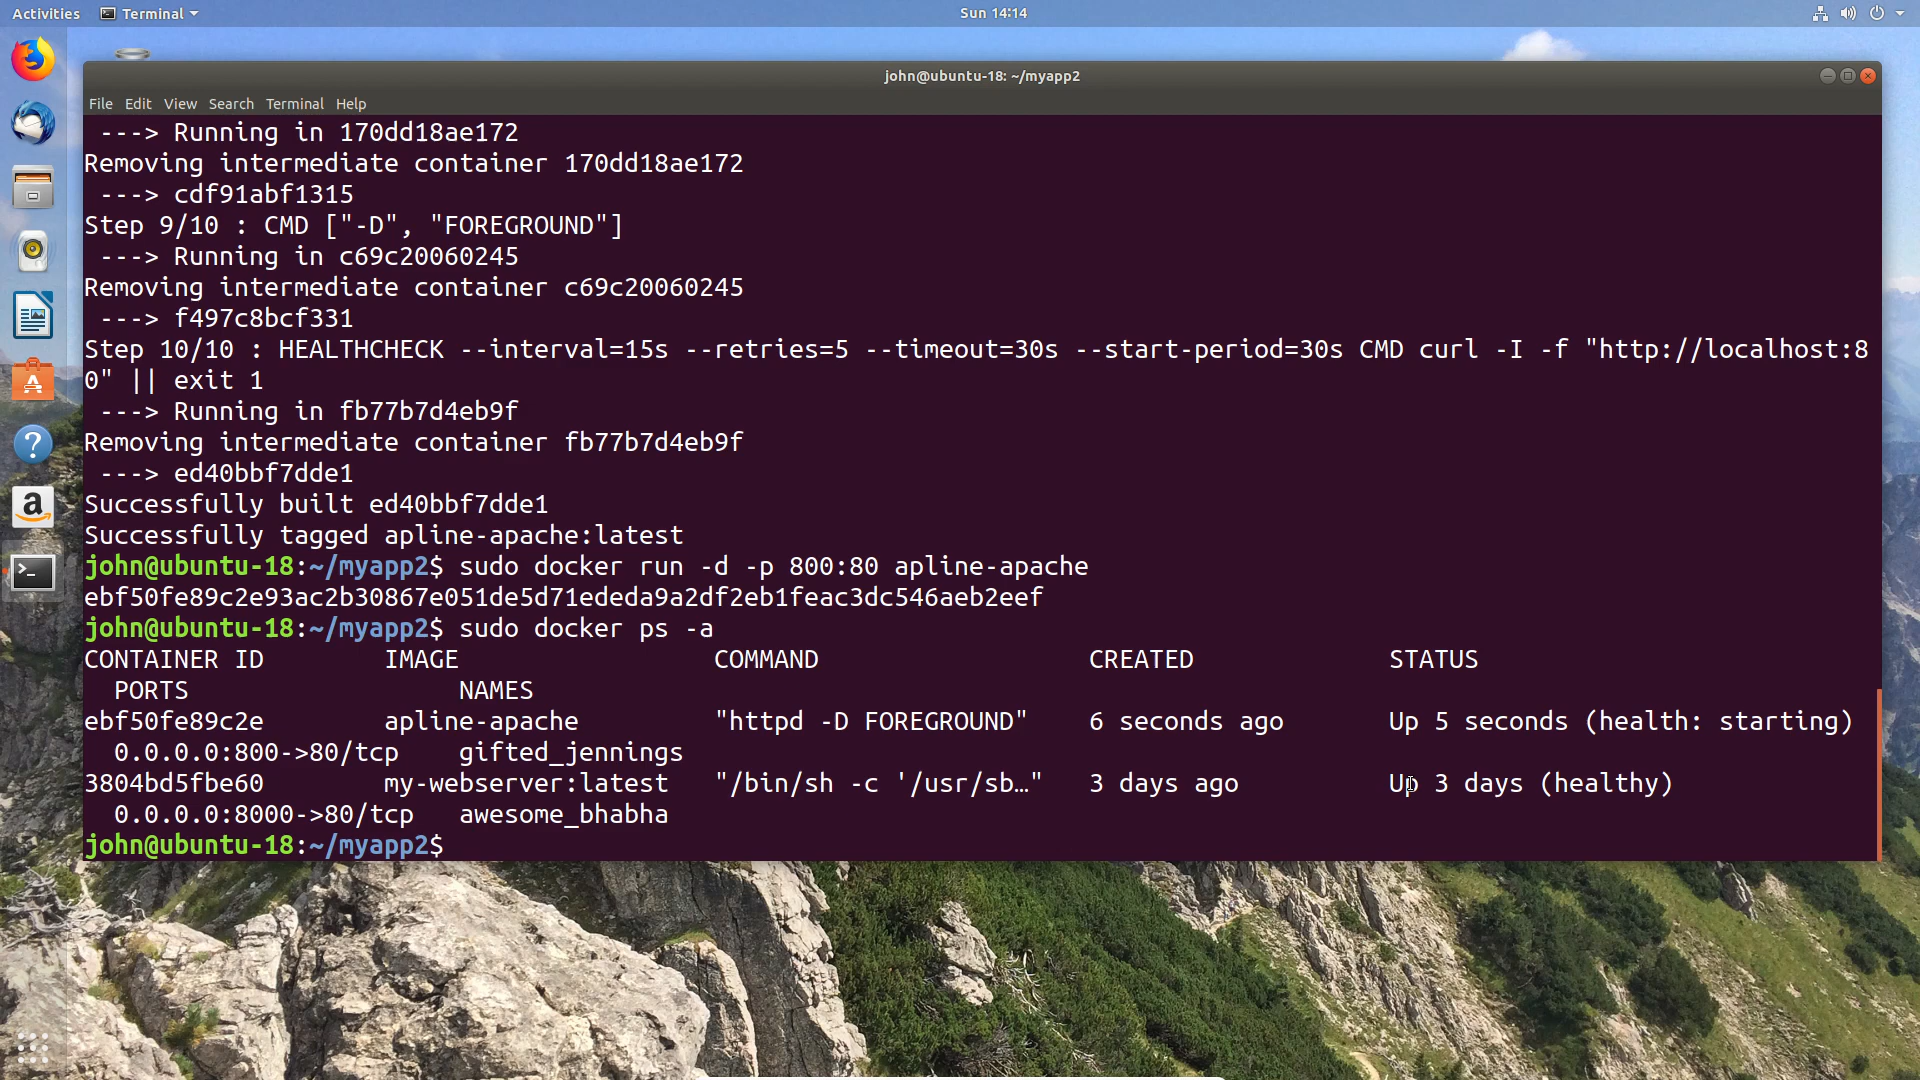 Activities Terminal Sun 14:14
john@ubuntu-18: ~/myapp2
File Edit View Search Terminal Help
---> Running in 170dd18ae172
Removing intermediate container 170dd18ae172
---> cdf91abf1315
Step 9/10 : CMD ["-D", "FOREGROUND"]
---> Running in c69c20060245
Removing intermediate container c69c20060245
---> f497c8bcf331
Step 10/10 : HEALTHCHECK --interval=15s --retries=5 --timeout=30s --start-period=30s CMD curl -I -f "http://localhost:8
0" || exit 1
---> Running in fb77b7d4eb9f
Removing intermediate container fb77b7d4eb9f
---> ed40bbf7dde1
Successfully built ed40bbf7dde1
Successfully tagged apline-apache:latest
john@ubuntu-18:~/myapp2$ sudo docker run -d -p 800:80 apline-apache
ebf50fe89c2e93ac2b30867e051de5d71ededa9a2df2eb1feac3dc546aeb2eef
john@ubuntu-18:~/myapp2$ sudo docker ps -a
CONTAINER ID IMAGE COMMAND CREATED STATUS
PORTS NAMES
ebf50fe89c2e apline-apache "httpd -D FOREGROUND" 6 seconds ago Up 5 seconds (health: starting)
0.0.0.0:800->80/tcp gifted_jennings
3804bd5fbe60 my-webserver:latest "/bin/sh -c '/usr/sb…" 3 days ago Up 3 days (healthy)
0.0.0.0:8000->80/tcp awesome_bhabha
john@ubuntu-18:~/myapp2$